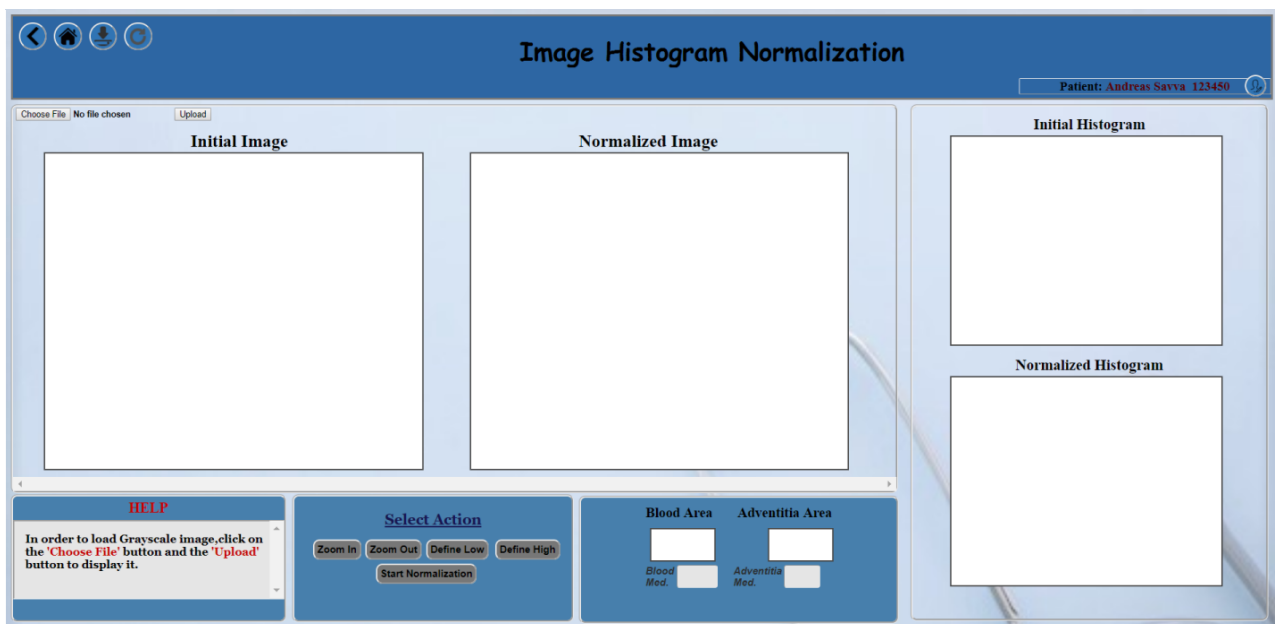 Image Histogram Normalization
Patient: Andreas Savva 123450
Choose File No file chosen Upload
Initial Image
Normalized Image
Initial Histogram
Normalized Histogram
HELP
In order to load Grayscale image,click on
the 'Choose File' button and the 'Upload'
button to display it.
Select Action
Zoom In Zoom Out Define Low Define High
Start Normalization
Blood Area Adventitia Area
Blood Med.
Adventitia Med.